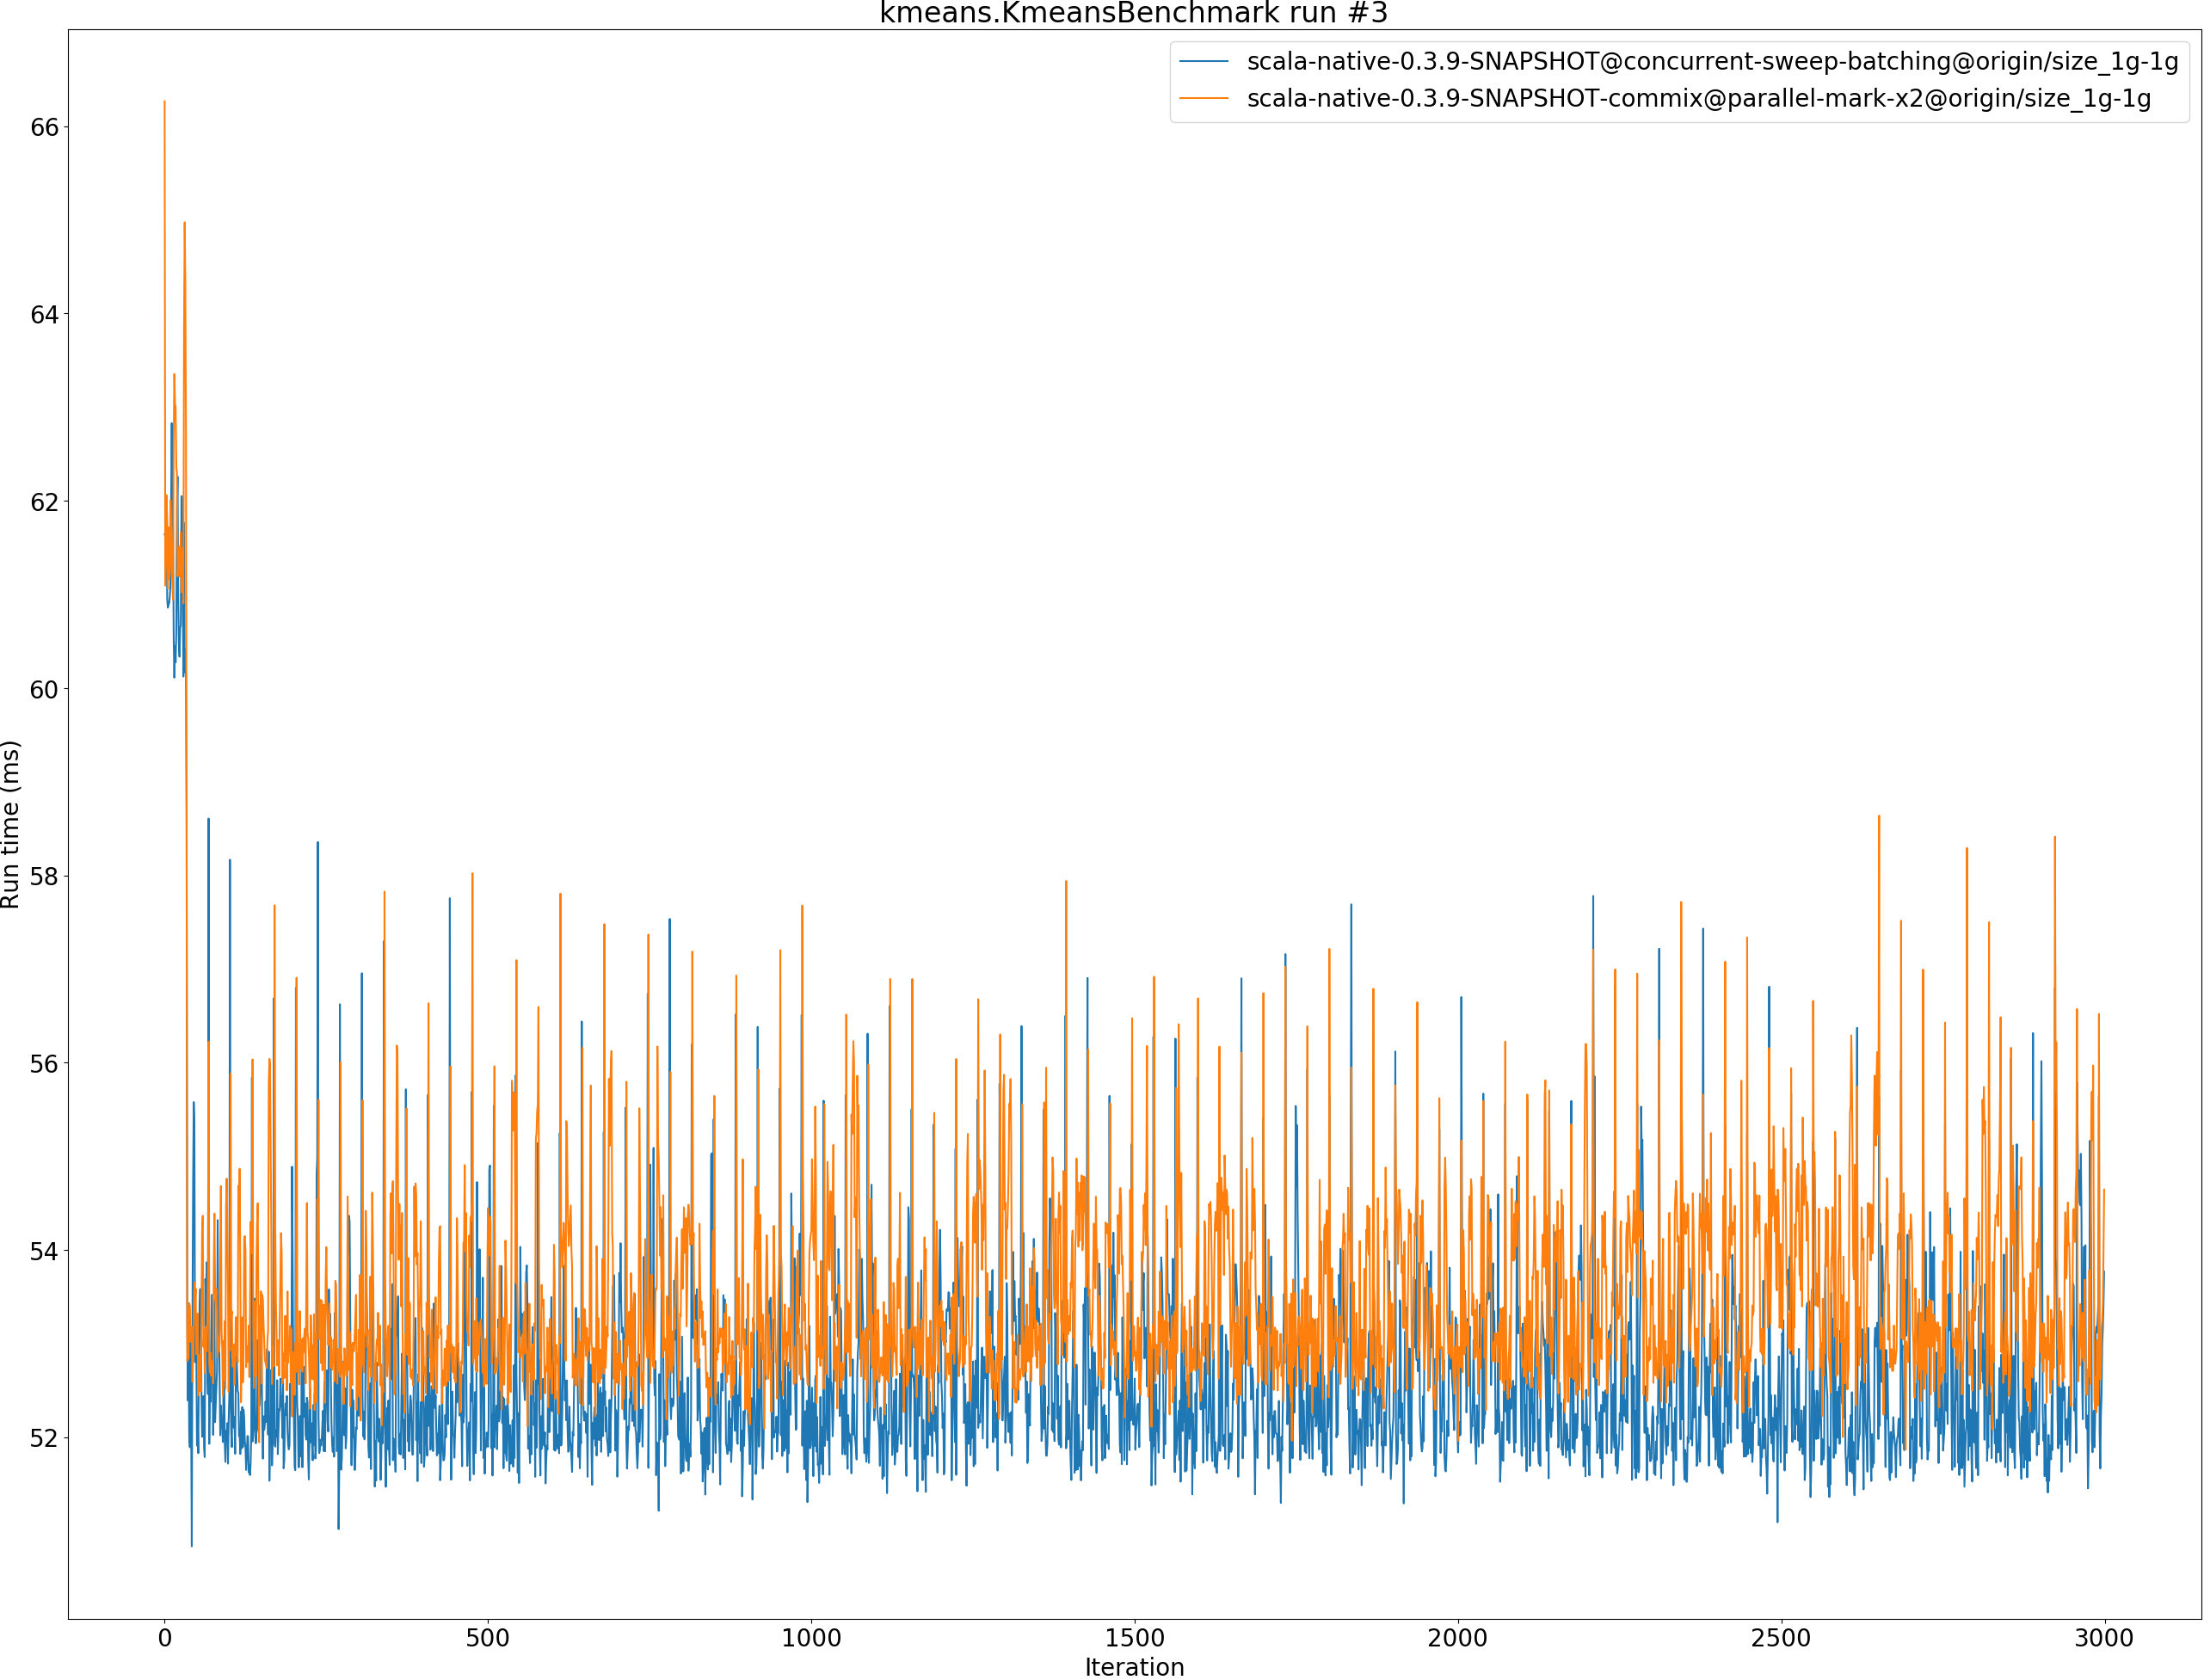 kmeans.KmeansBenchmark run #3
scala-native-0.3.9-SNAPSHOT@concurrent-sweep-batching@origin/size_1g-1g
scala-native-0.3.9-SNAPSHOT-commix@parallel-mark-x2@origin/size_1g-1g
66
64
62
60
58
56
54
52
Run time (ms)
0 500 1000 1500 2000 2500 3000
Iteration